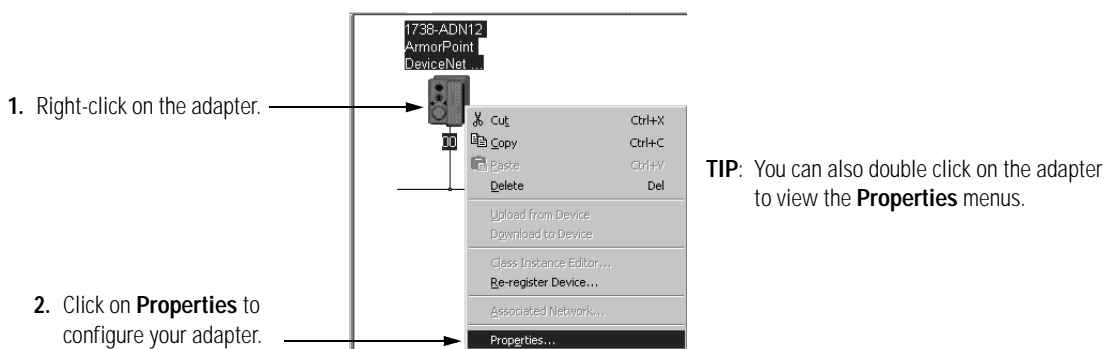 1738-ADN12
ArmorPoint
DeviceNet ...
1. Right-click on the adapter.
00
Cut Ctrl+X
Copy Ctrl+C
Paste Ctrl+V
Delete Del
Upload from Device
Download to Device
Class Instance Editor...
Re-register Device...
Associated Network...
Properties...
TIP: You can also double click on the adapter
to view the Properties menus.
2. Click on Properties to
configure your adapter.